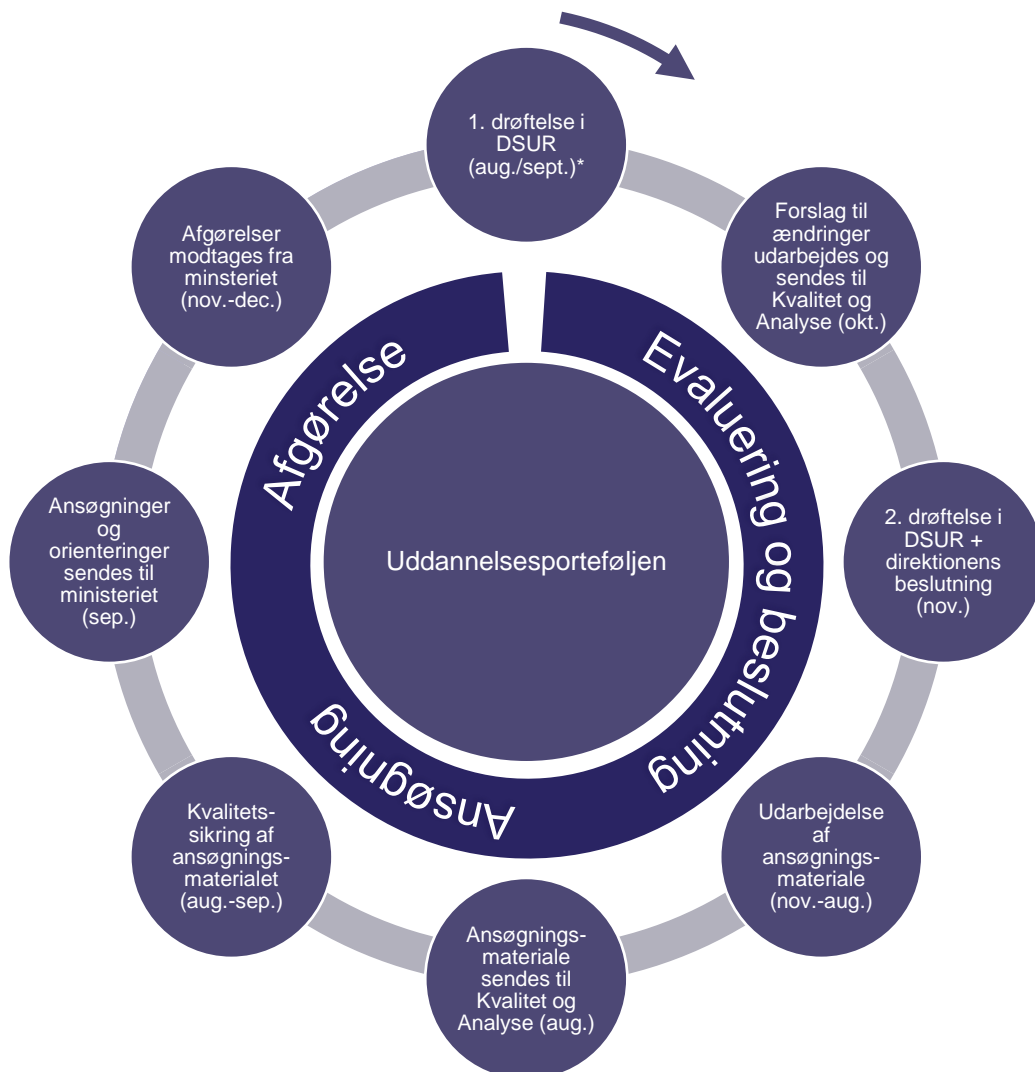 1. drøftelse i
DSUR
(aug./sept.)*
Forslag til
ændringer
udarbejdes og
sendes til
Kvalitet og
Analyse (okt.)
2. drøftelse i
DSUR +
direktionens
beslutning
(nov.)
Udarbejdelse
af
ansøgnings-
materiale
(nov.-aug.)
Ansøgnings-
materiale
sendes til
Kvalitet og
Analyse (aug.)
Kvalitets-
sikring af
ansøgnings-
materialet
(aug.-sep.)
Ansøgninger
og
orienteringer
sendes til
ministeriet
(sep.)
Afgørelser
modtages fra
minsteriet
(nov.-dec.)
Evaluering og beslutning
Ansøgning
Afgørelse
Uddannelsesporteføljen